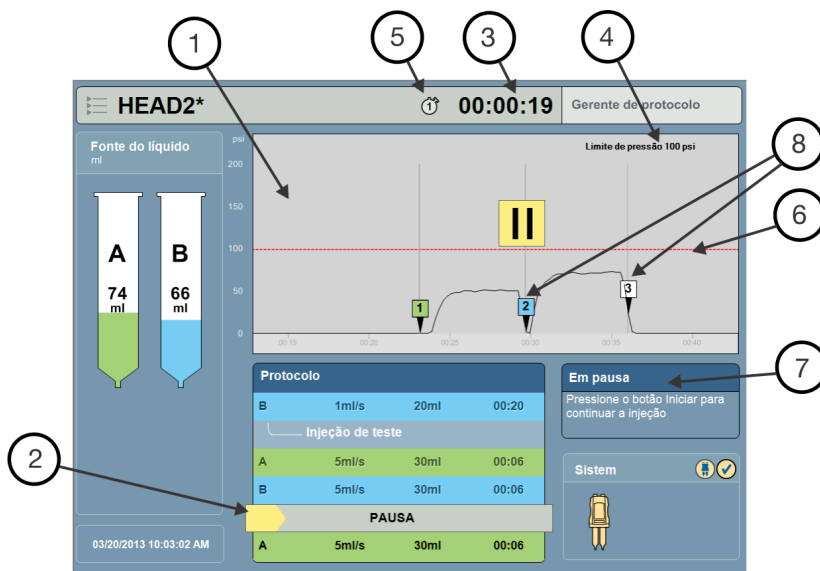 1
5
3
4
HEAD2*
1
00:00:19
Gerente de protocolo
8
Fonte do líquido
ml
psi
Limite de pressão 100 psi
200
150
100
50
0
6
A
74
ml
B
66
ml
1
2
3
00:15
00:20
00:25
00:30
00:35
00:40
Protocolo
B 1ml/s 20ml 00:20
Injeção de teste
A 5ml/s 30ml 00:06
B 5ml/s 30ml 00:06
PAUSA
A 5ml/s 30ml 00:06
Em pausa
Pressione o botão Iniciar para
continuar a injeção
7
Sistem
2
03/20/2013 10:03:02 AM